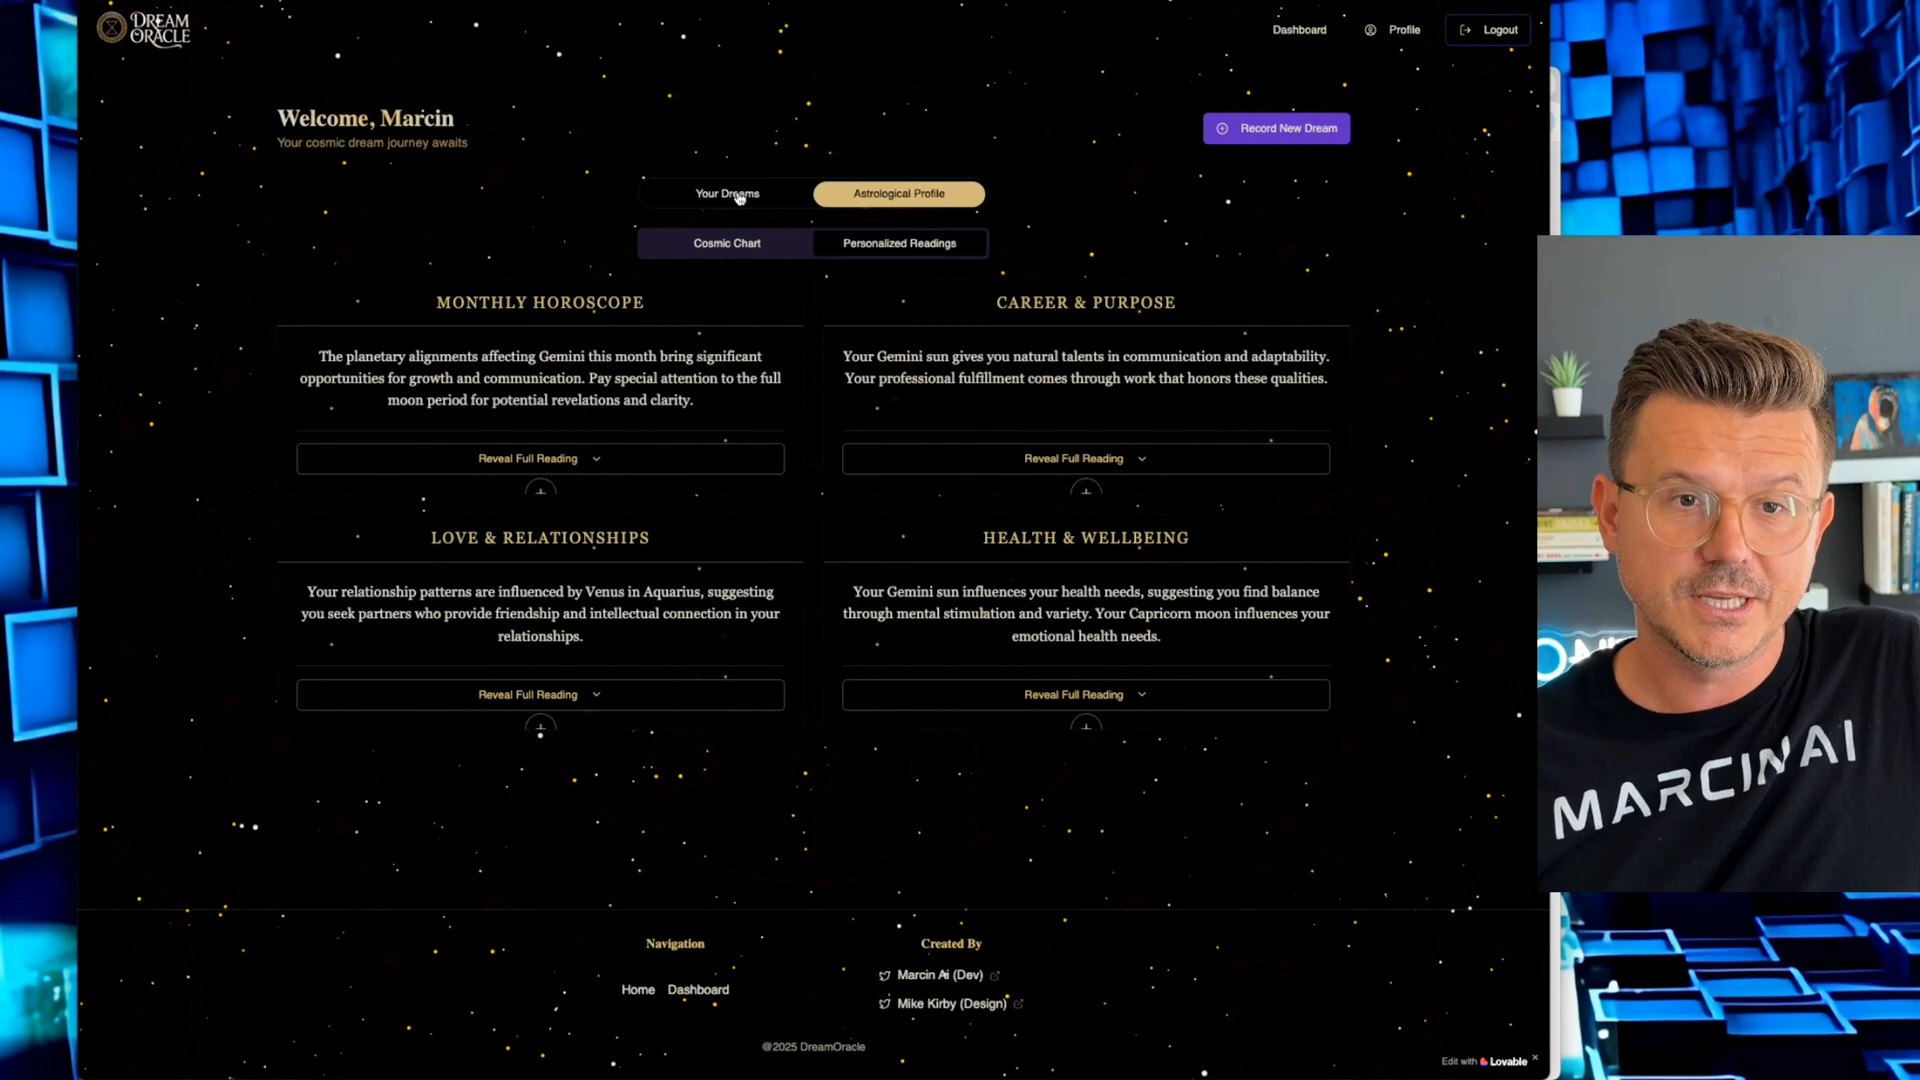 DREAM
ORACLE
Dashboard
Profile
Logout
Welcome, Marcin
Your cosmic dream journey awaits
Record New Dream
Your Dreams
Astrological Profile
Cosmic Chart
Personalized Readings
MONTHLY HOROSCOPE
The planetary alignments affecting Gemini this month bring significant
opportunities for growth and communication. Pay special attention to the full
moon period for potential revelations and clarity.
Reveal Full Reading
CAREER & PURPOSE
Your Gemini sun gives you natural talents in communication and adaptability.
Your professional fulfillment comes through work that honors these qualities.
Reveal Full Reading
LOVE & RELATIONSHIPS
Your relationship patterns are influenced by Venus in Aquarius, suggesting
you seek partners who provide friendship and intellectual connection in your
relationships.
Reveal Full Reading
HEALTH & WELLBEING
Your Gemini sun influences your health needs, suggesting you find balance
through mental stimulation and variety. Your Capricorn moon influences your
emotional health needs.
Reveal Full Reading
MARCIN AI
Navigation
Home
Dashboard
Created By
Marcin Ai (Dev)
Mike Kirby (Design)
@2025 DreamOracle
Edit with Lovable